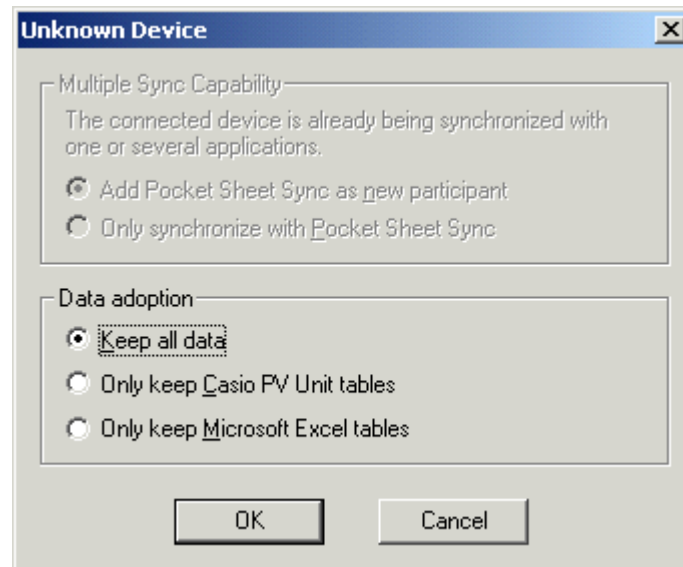 Unknown Device
Multiple Sync Capability
The connected device is already being synchronized with
one or several applications.
Add Pocket Sheet Sync as new participant
Only synchronize with Pocket Sheet Sync
Data adoption
Keep all data
Only keep Casio PV Unit tables
Only keep Microsoft Excel tables
OK Cancel